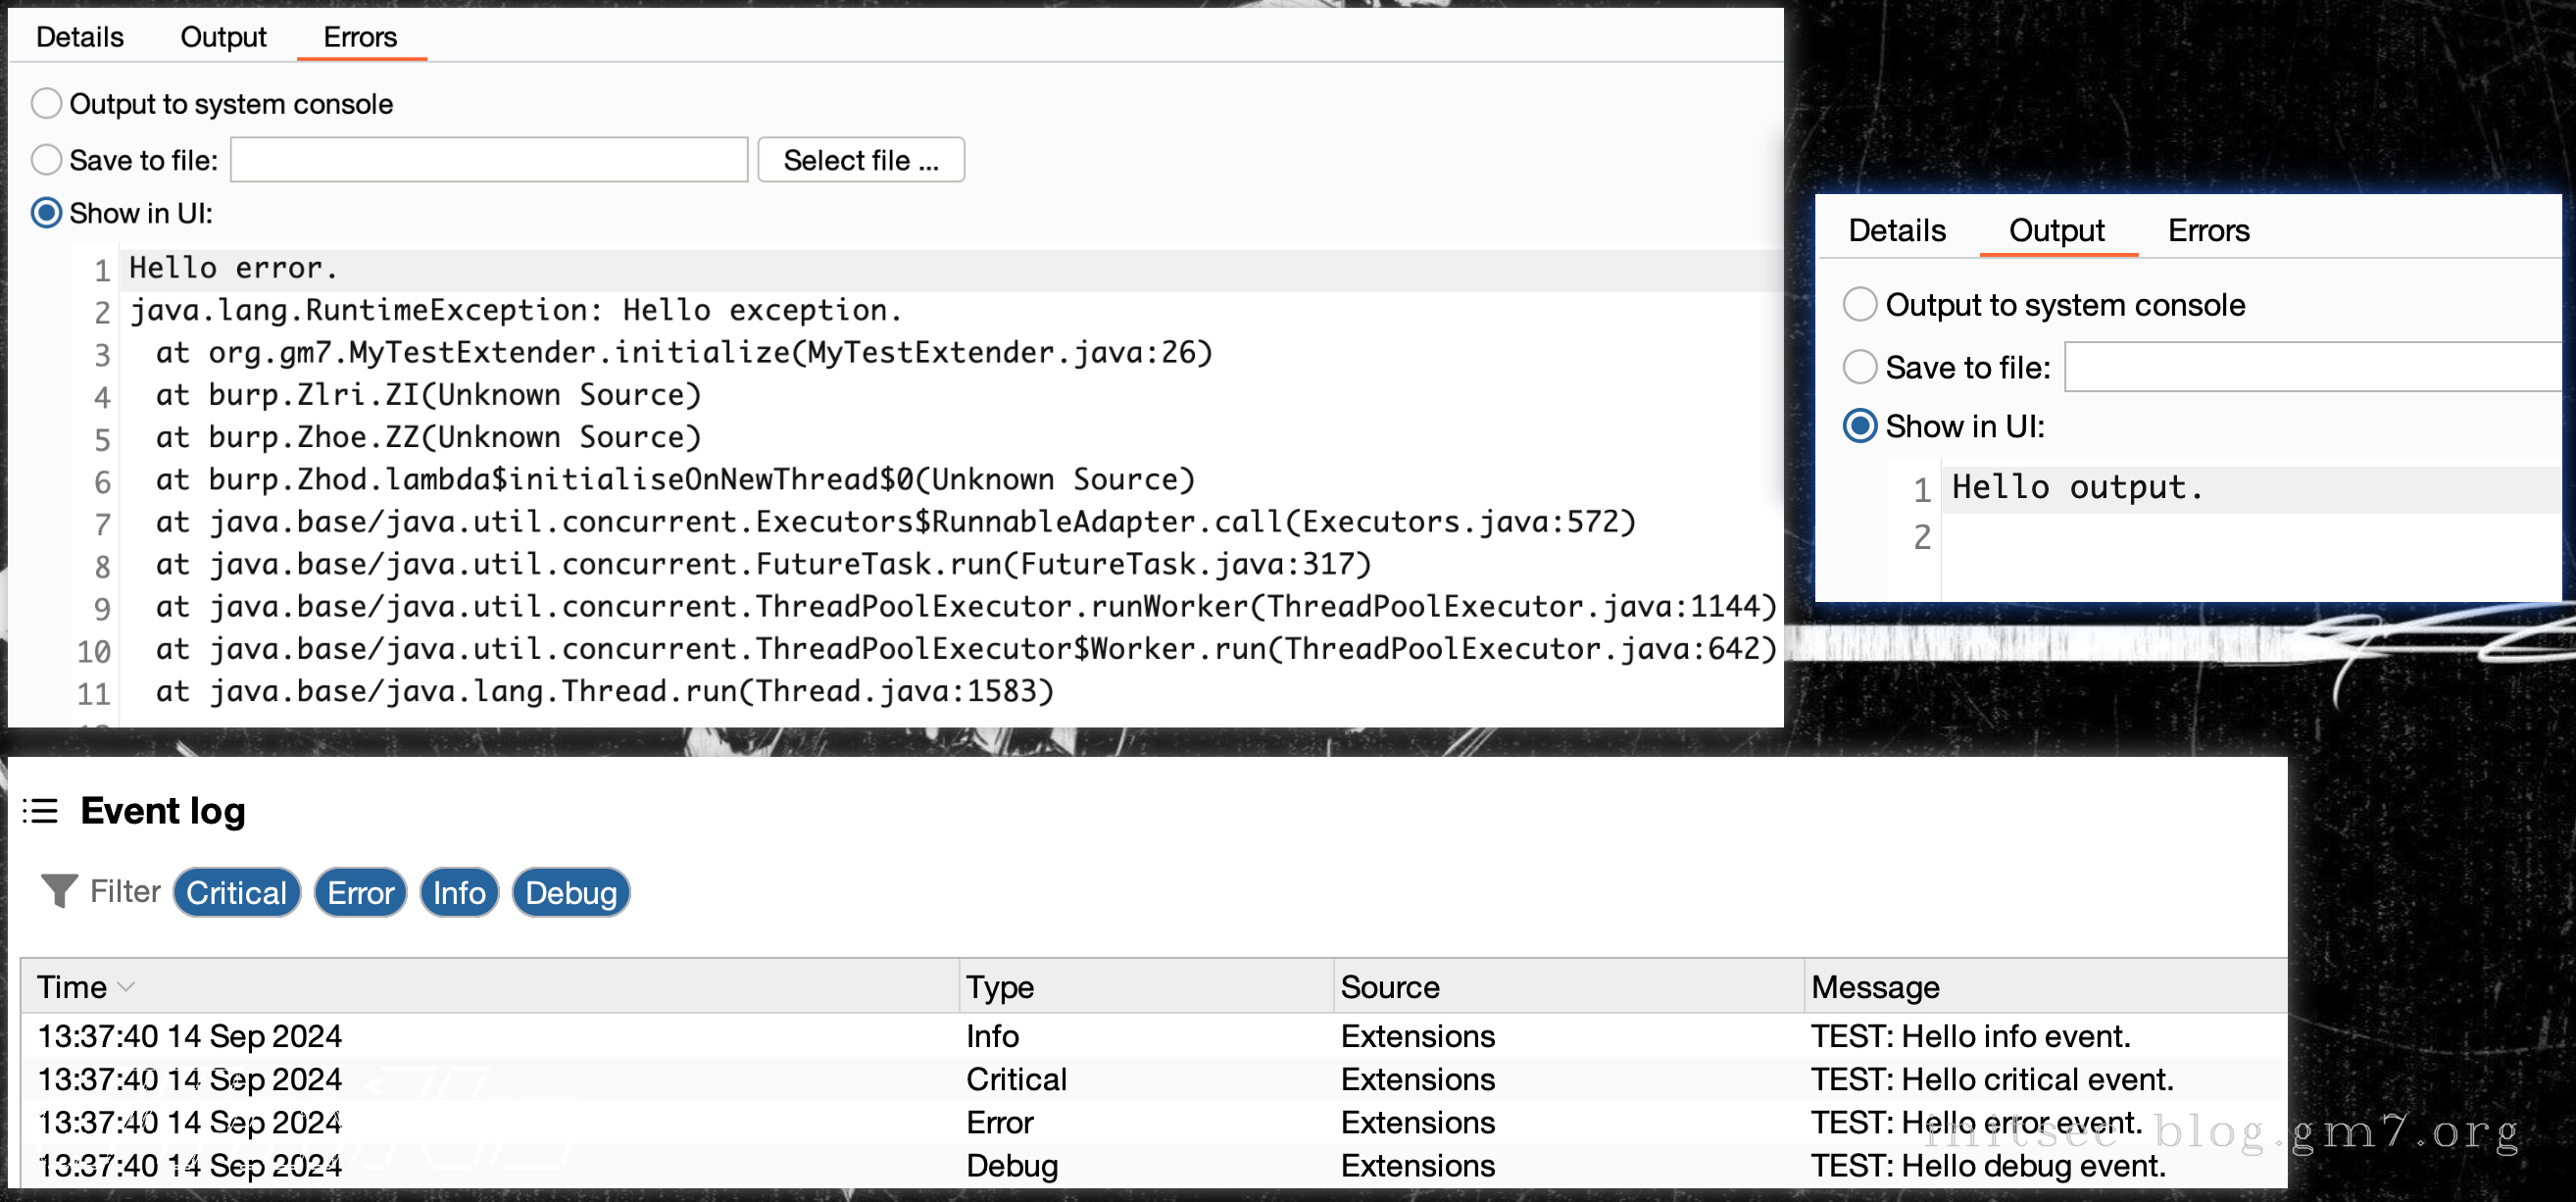 Details Output Errors
Output to system console
Save to file: Select file ...
Show in UI:
1 Hello error.
2 java.lang.RuntimeException: Hello exception.
3 at org.gm7.MyTestExtender.initialize(MyTestExtender.java:26)
4 at burp.Zlri.ZI(Unknown Source)
5 at burp.Zhoe.ZZ(Unknown Source)
6 at burp.Zhod.lambda$initialiseOnNewThread$0(Unknown Source)
7 at java.base/java.util.concurrent.Executors$RunnableAdapter.call(Executors.java:572)
8 at java.base/java.util.concurrent.FutureTask.run(FutureTask.java:317)
9 at java.base/java.util.concurrent.ThreadPoolExecutor.runWorker(ThreadPoolExecutor.java:1144)
10 at java.base/java.util.concurrent.ThreadPoolExecutor$Worker.run(ThreadPoolExecutor.java:642)
11 at java.base/java.lang.Thread.run(Thread.java:1583)
Details Output Errors
Output to system console
Save to file:
Show in UI:
1 Hello output.
2
Event log
Filter Critical Error Info Debug
Time Type Source Message
13:37:40 14 Sep 2024 Info Extensions TEST: Hello info event.
13:37:40 14 Sep 2024 Critical Extensions TEST: Hello critical event.
13:37:40 14 Sep 2024 Error Extensions TEST: Hello error event.
13:37:40 14 Sep 2024 Debug Extensions TEST: Hello debug event.
blog.gm7.org